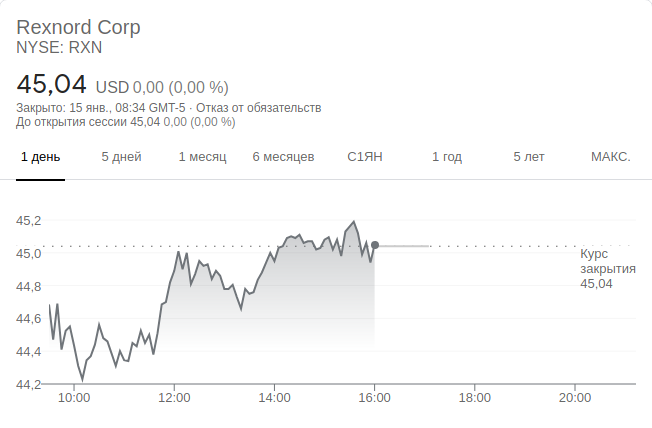 Rexnord Corp
NYSE: RXN
45,04 USD 0,00 (0,00 %)
Закрыто: 15 янв., 08:34 GMT-5 · Отказ от обязательств
До открытия сессии 45,04 0,00 (0,00 %)
1 день 5 дней 1 месяц 6 месяцев С1ЯН 1 год 5 лет МАКС.
45,2
45,0
44,8
44,6
44,4
44,2
Курс
закрытия
45,04
10:00 12:00 14:00 16:00 18:00 20:00